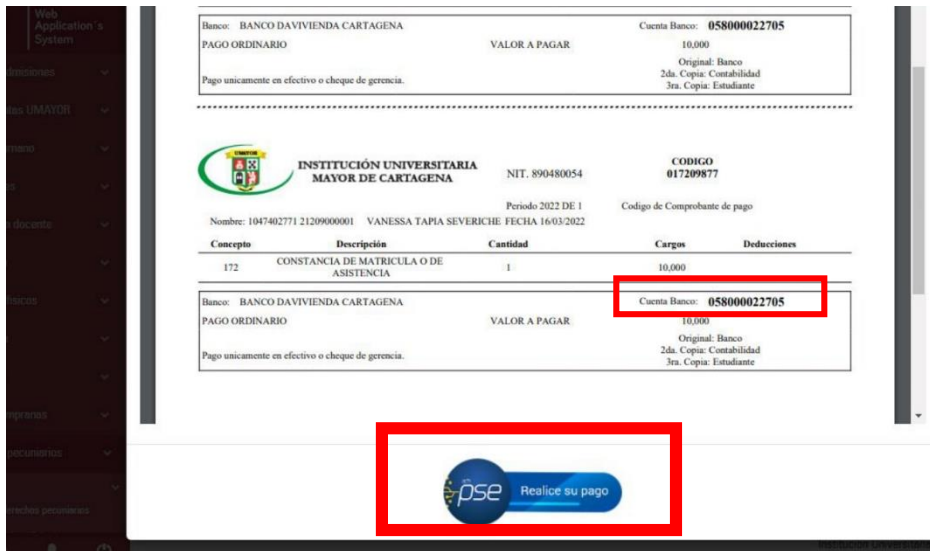 Web
Application´s
System
UMAYOR
docente
pecuniarios
derechos pecuniarios
Banco: BANCO DAVIVIENDA CARTAGENA Cuenta Banco: 058000022705
PAGO ORDINARIO VALOR A PAGAR 10,000
Original: Banco
Pago unicamente en efectivo o cheque de gerencia. 2da. Copia: Contabilidad
3ra. Copia: Estudiante
UMAYOR
INSTITUCIÓN UNIVERSITARIA
MAYOR DE CARTAGENA
NIT. 890480054
CODIGO
017209877
Periodo 2022 DE 1 Codigo de Comprobante de pago
Nombre: 1047402771 21209000001 VANESSA TAPIA SEVERICHE FECHA 16/03/2022
Concepto Descripción Cantidad Cargos Deducciones
172 CONSTANCIA DE MATRICULA O DE ASISTENCIA 1 10,000
Banco: BANCO DAVIVIENDA CARTAGENA Cuenta Banco: 058000022705
PAGO ORDINARIO VALOR A PAGAR 10,000
Original: Banco
Pago unicamente en efectivo o cheque de gerencia. 2da. Copia: Contabilidad
3ra. Copia: Estudiante
pse Realice su pago